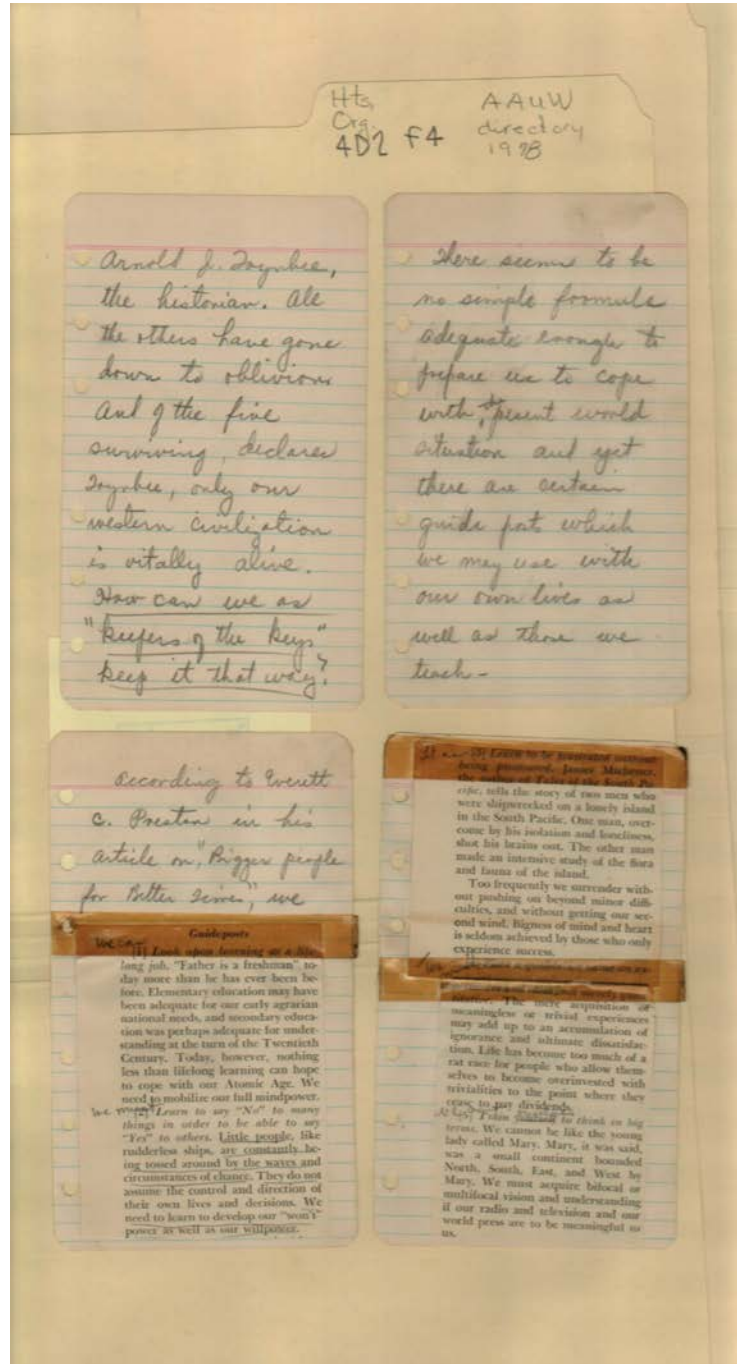 Hts. AAUW
Org. directory
4D2 F4 1978
Arnold J. Toynbee,
the historian. All
the others have gone
down to oblivion
and of the five
surviving, declares
Toynbee, only our
western civilization
is vitally alive.
How can we as
"keepers of the keys"
keep it that way?
There seems to be
no simple formula
adequate enough to
prepare us to cope
with the present world
situation and yet
there are certain
guide posts which
we may use with
our own lives as
well as those we
teach -
According to Everett
C. Preston in his
article on, "Bigger people
for Better Times", we
Guideposts
We can
(1) Look upon learning as a life-
long job. "Father is a freshman" to-
day more than he has ever been be-
fore. Elementary education may have
been adequate for our early agrarian
national needs, and secondary educa-
tion was perhaps adequate for under-
standing at the turn of the Twentieth
Century. Today, however, nothing
less than lifelong learning can hope
to cope with our Atomic Age. We
need to mobilize our full mindpower.
We must (2) Learn to say "No" to many
things in order to be able to say
"Yes" to others. Little people, like
rudderless ships, are constantly be-
ing tossed around by the waves and
circumstances of chance. They do not
assume the control and direction of
their own lives and decisions. We
need to learn to develop our "won't"
power as well as our willpower.
(3) Learn to be frustrated without
being pulverized. James Michener,
the author of Tales of the South Pa-
cific, tells the story of two men who
were shipwrecked on a lonely island
in the South Pacific. One man, over-
come by his isolation and loneliness,
shot his brains out. The other man
made an intensive study of the flora
and fauna of the island.
Too frequently we surrender with-
out pushing on beyond minor diffi-
culties, and without getting our sec-
ond wind. Bigness of mind and heart
is seldom achieved by those who only
experience success.
The mere acquisition of
meaningless or trivial experiences
may add up to an accumulation of
ignorance and ultimate dissatisfac-
tion. Life has become too much of a
rat race for people who allow them-
selves to become overinvested with
trivialities to the point where they
cease to pay dividends.
to think in big
terms. We cannot be like the young
lady called Mary. Mary, it was said,
was a small continent bounded
North, South, East, and West by
Mary. We must acquire bifocal or
multifocal vision and understanding
if our radio and television and our
world press are to be meaningful to
us.